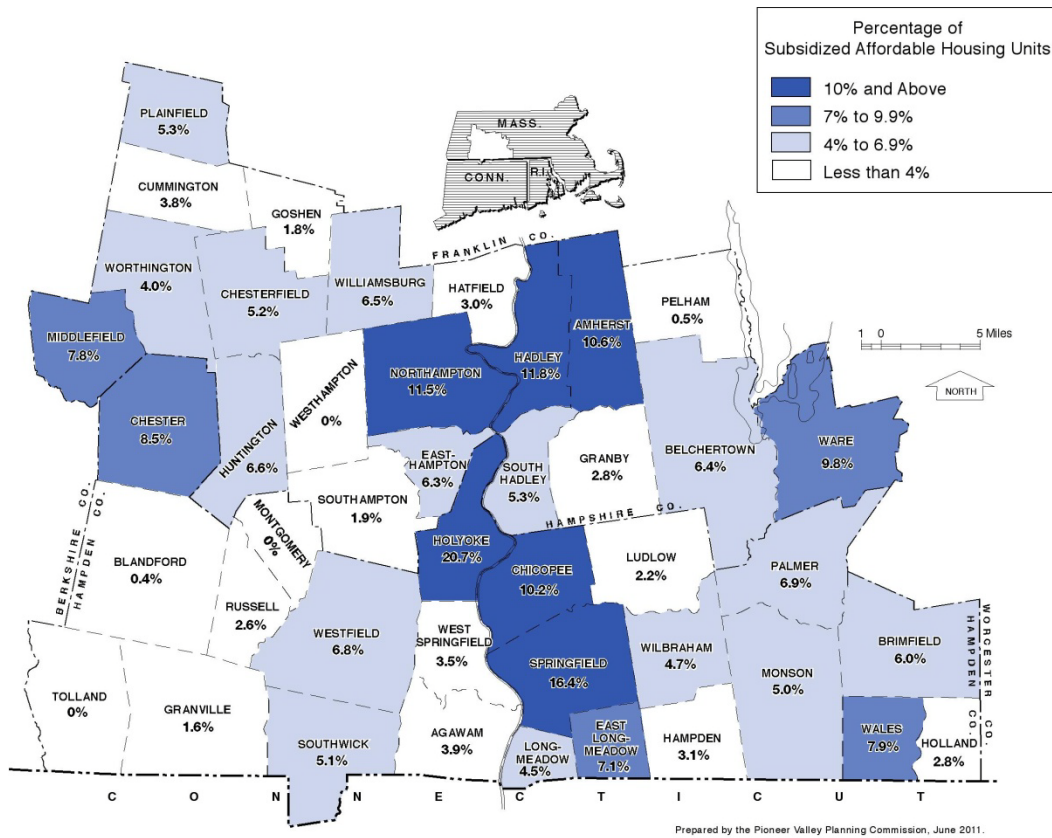 Percentage of
Subsidized Affordable Housing Units
10% and Above
7% to 9.9%
4% to 6.9%
Less than 4%
MASS.
CONN.
R.I.
PLAINFIELD
5.3%
CUMMINGTON
3.8%
GOSHEN
1.8%
FRANKLIN CO.
WORTHINGTON
4.0%
CHESTERFIELD
5.2%
WILLIAMSBURG
6.5%
HATFIELD
3.0%
PELHAM
0.5%
1 0 5 Miles
NORTH
MIDDLEFIELD
7.8%
NORTHAMPTON
11.5%
HADLEY
11.8%
AMHERST
10.6%
CHESTER
8.5%
HUNTINGTON
6.6%
WESTHAMPTON
0%
EAST-
HAMPTON
6.3%
SOUTH
HADLEY
5.3%
GRANBY
2.8%
BELCHERTOWN
6.4%
WARE
9.8%
SOUTHAMPTON
1.9%
HAMPSHIRE CO.
MONTGOMERY
0%
HOLYOKE
20.7%
BERKSHIRE CO.
HAMPDEN CO.
BLANDFORD
0.4%
CHICOPEE
10.2%
LUDLOW
2.2%
PALMER
6.9%
RUSSELL
2.6%
WESTFIELD
6.8%
WEST
SPRINGFIELD
3.5%
SPRINGFIELD
16.4%
WILBRAHAM
4.7%
MONSON
5.0%
BRIMFIELD
6.0%
HAMPDEN CO.
WORCESTER CO.
TOLLAND
0%
GRANVILLE
1.6%
SOUTHWICK
5.1%
AGAWAM
3.9%
LONG-
MEADOW
4.5%
EAST
LONG-
MEADOW
7.1%
HAMPDEN
3.1%
WALES
7.9%
HOLLAND
2.8%
CONNECTICUT
Prepared by the Pioneer Valley Planning Commission, June 2011.